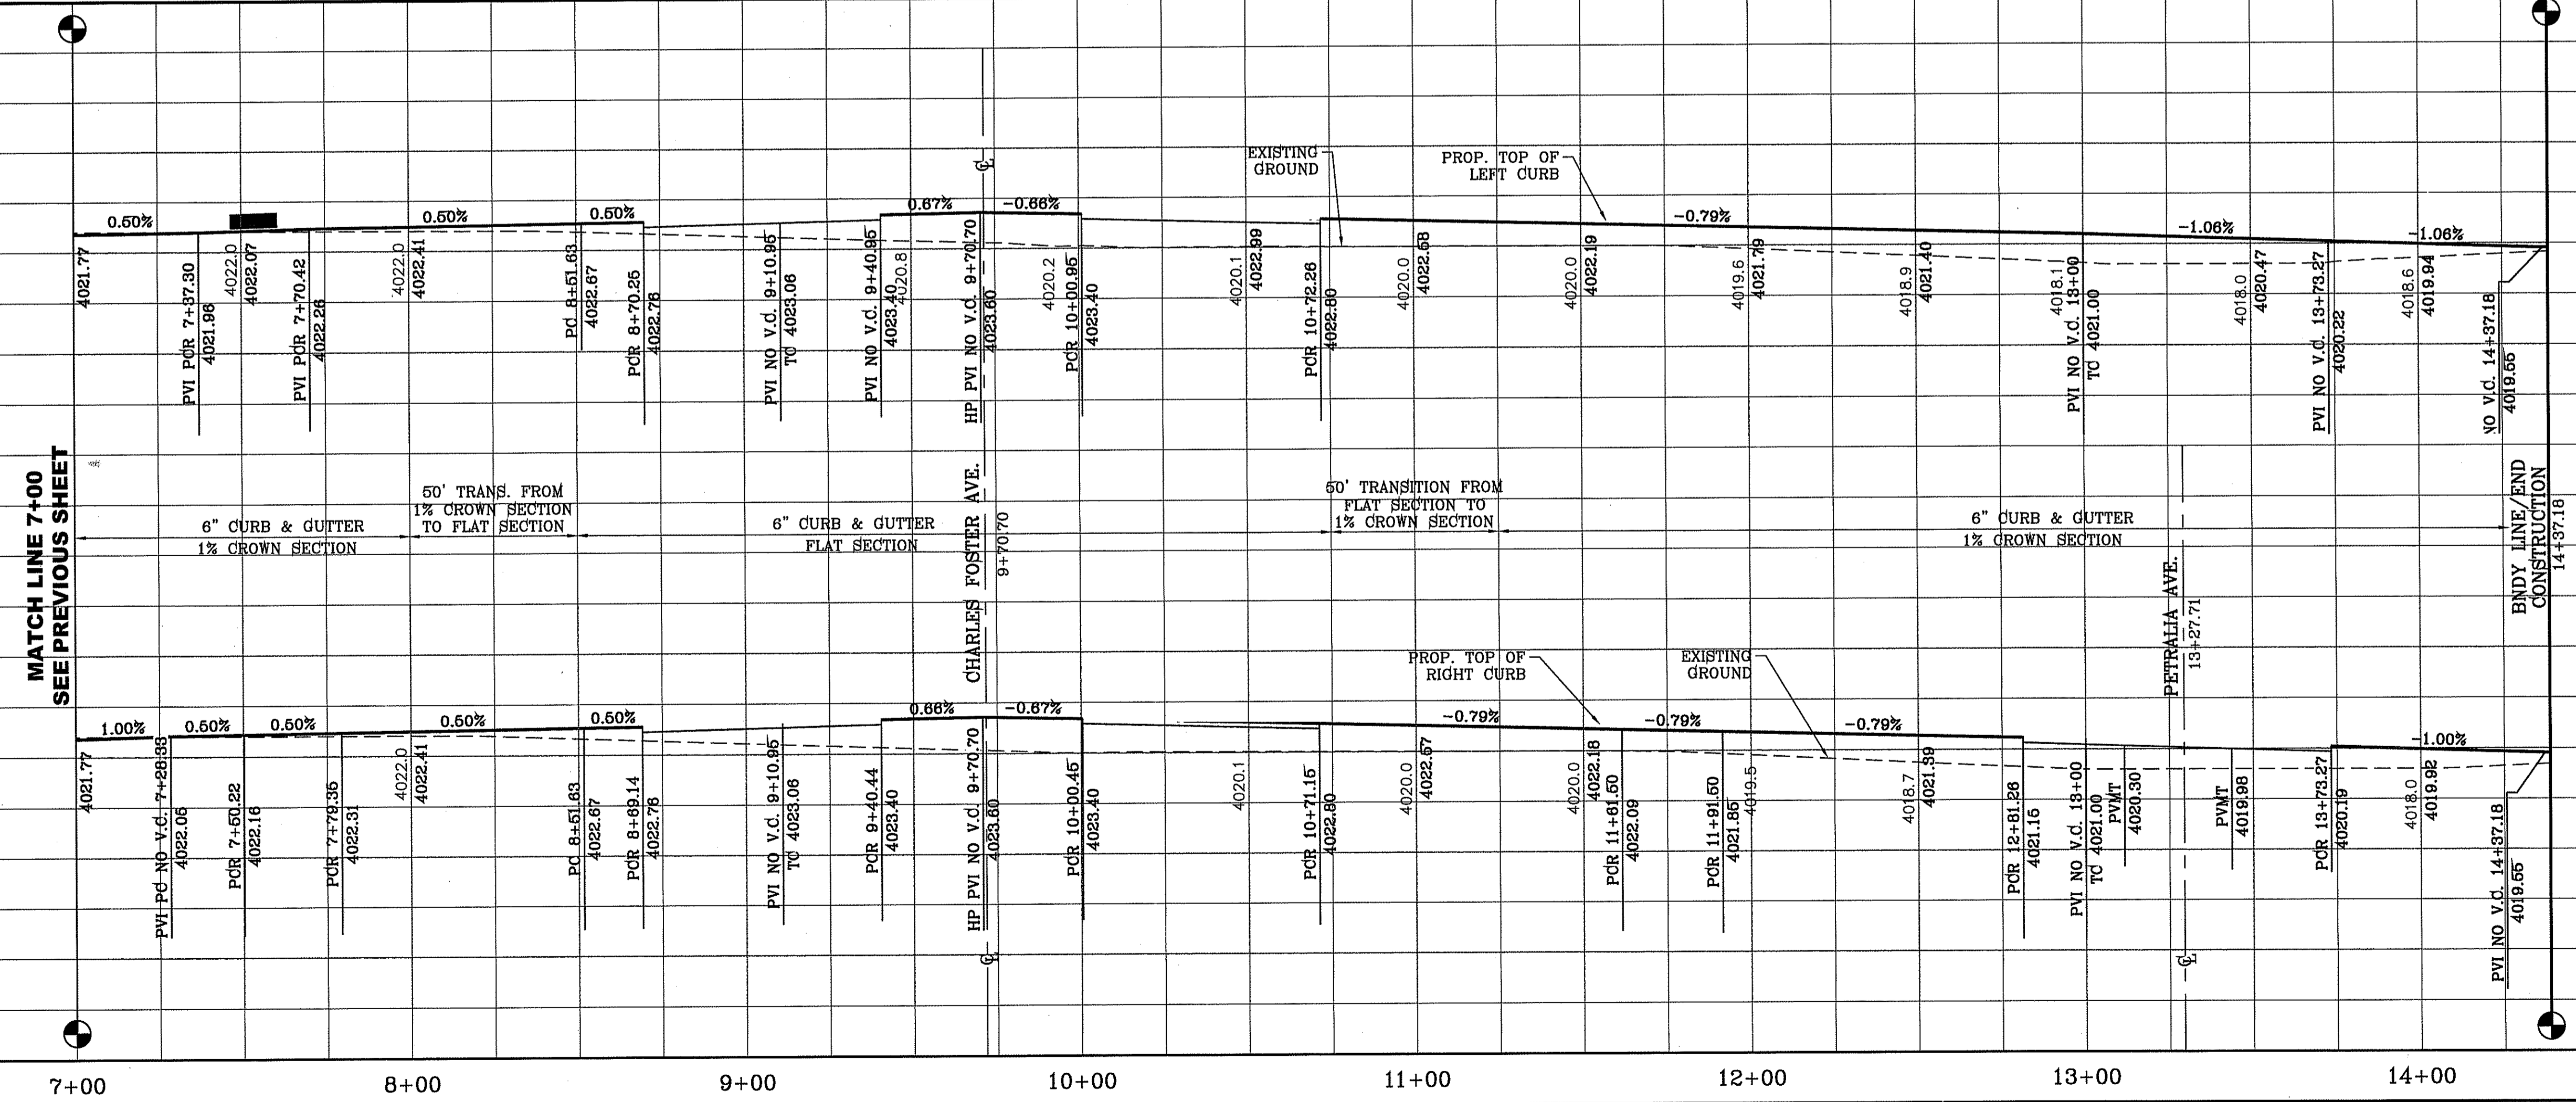 EXISTING
GROUND
PROP. TOP OF
LEFT CURB
0.50%
0.50%
0.50%
0.67%
-0.66%
-0.79%
-1.06%
-1.06%
4021.77
PVI PCR 7+37.30
4021.96
4022.0
4022.07
PVI PCR 7+70.42
4022.26
4022.0
4022.41
PC 8+51.63
4022.67
PCR 8+70.25
4022.76
PVI NO V.C. 9+10.95
TC 4023.06
PVI NO V.C. 9+40.95
4023.40
4020.8
HP PVI NO V.C. 9+70.70
4023.60
4020.2
PCR 10+00.95
4023.40
4020.1
4022.99
PCR 10+72.26
4022.80
4020.0
4022.58
4020.0
4022.19
4019.6
4021.79
4018.9
4021.40
4018.1
PVI NO V.C. 13+00
TC 4021.00
4018.0
4020.47
PVI NO V.C. 13+73.27
4020.22
4018.6
4019.94
NO V.C. 14+37.18
4019.55
MATCH LINE 7+00
SEE PREVIOUS SHEET
6" CURB & GUTTER
1% CROWN SECTION
50' TRANS. FROM
1% CROWN SECTION
TO FLAT SECTION
6" CURB & GUTTER
FLAT SECTION
CHARLES FOSTER AVE.
9+70.70
50' TRANSITION FROM
FLAT SECTION TO
1% CROWN SECTION
6" CURB & GUTTER
1% CROWN SECTION
PETRALIA AVE.
13+27.71
BNDY LINE/END
CONSTRUCTION
14+37.18
PROP. TOP OF
RIGHT CURB
EXISTING
GROUND
1.00%
0.50%
0.50%
0.50%
0.50%
0.66%
-0.67%
-0.79%
-0.79%
-0.79%
-1.00%
4021.77
PVI PC NO V.C. 7+28.33
4022.05
PCR 7+50.22
4022.16
PCR 7+79.35
4022.31
4022.0
4022.41
PC 8+51.63
4022.67
PCR 8+69.14
4022.76
PVI NO V.C. 9+10.95
TC 4023.06
PCR 9+40.44
4023.40
HP PVI NO V.C. 9+70.70
4023.60
PCR 10+00.45
4023.40
4020.1
PCR 10+71.15
4022.80
4020.0
4022.57
4020.0
4022.18
PCR 11+61.50
4022.09
PCR 11+91.50
4021.85
4019.5
4018.7
4021.39
PCR 12+81.26
4021.15
PVI NO V.C. 13+00
TC 4021.00
PVMT
4020.30
PVMT
4019.98
PCR 13+73.27
4020.19
4018.0
4019.92
PVI NO V.C. 14+37.18
4019.55
7+00
8+00
9+00
10+00
11+00
12+00
13+00
14+00